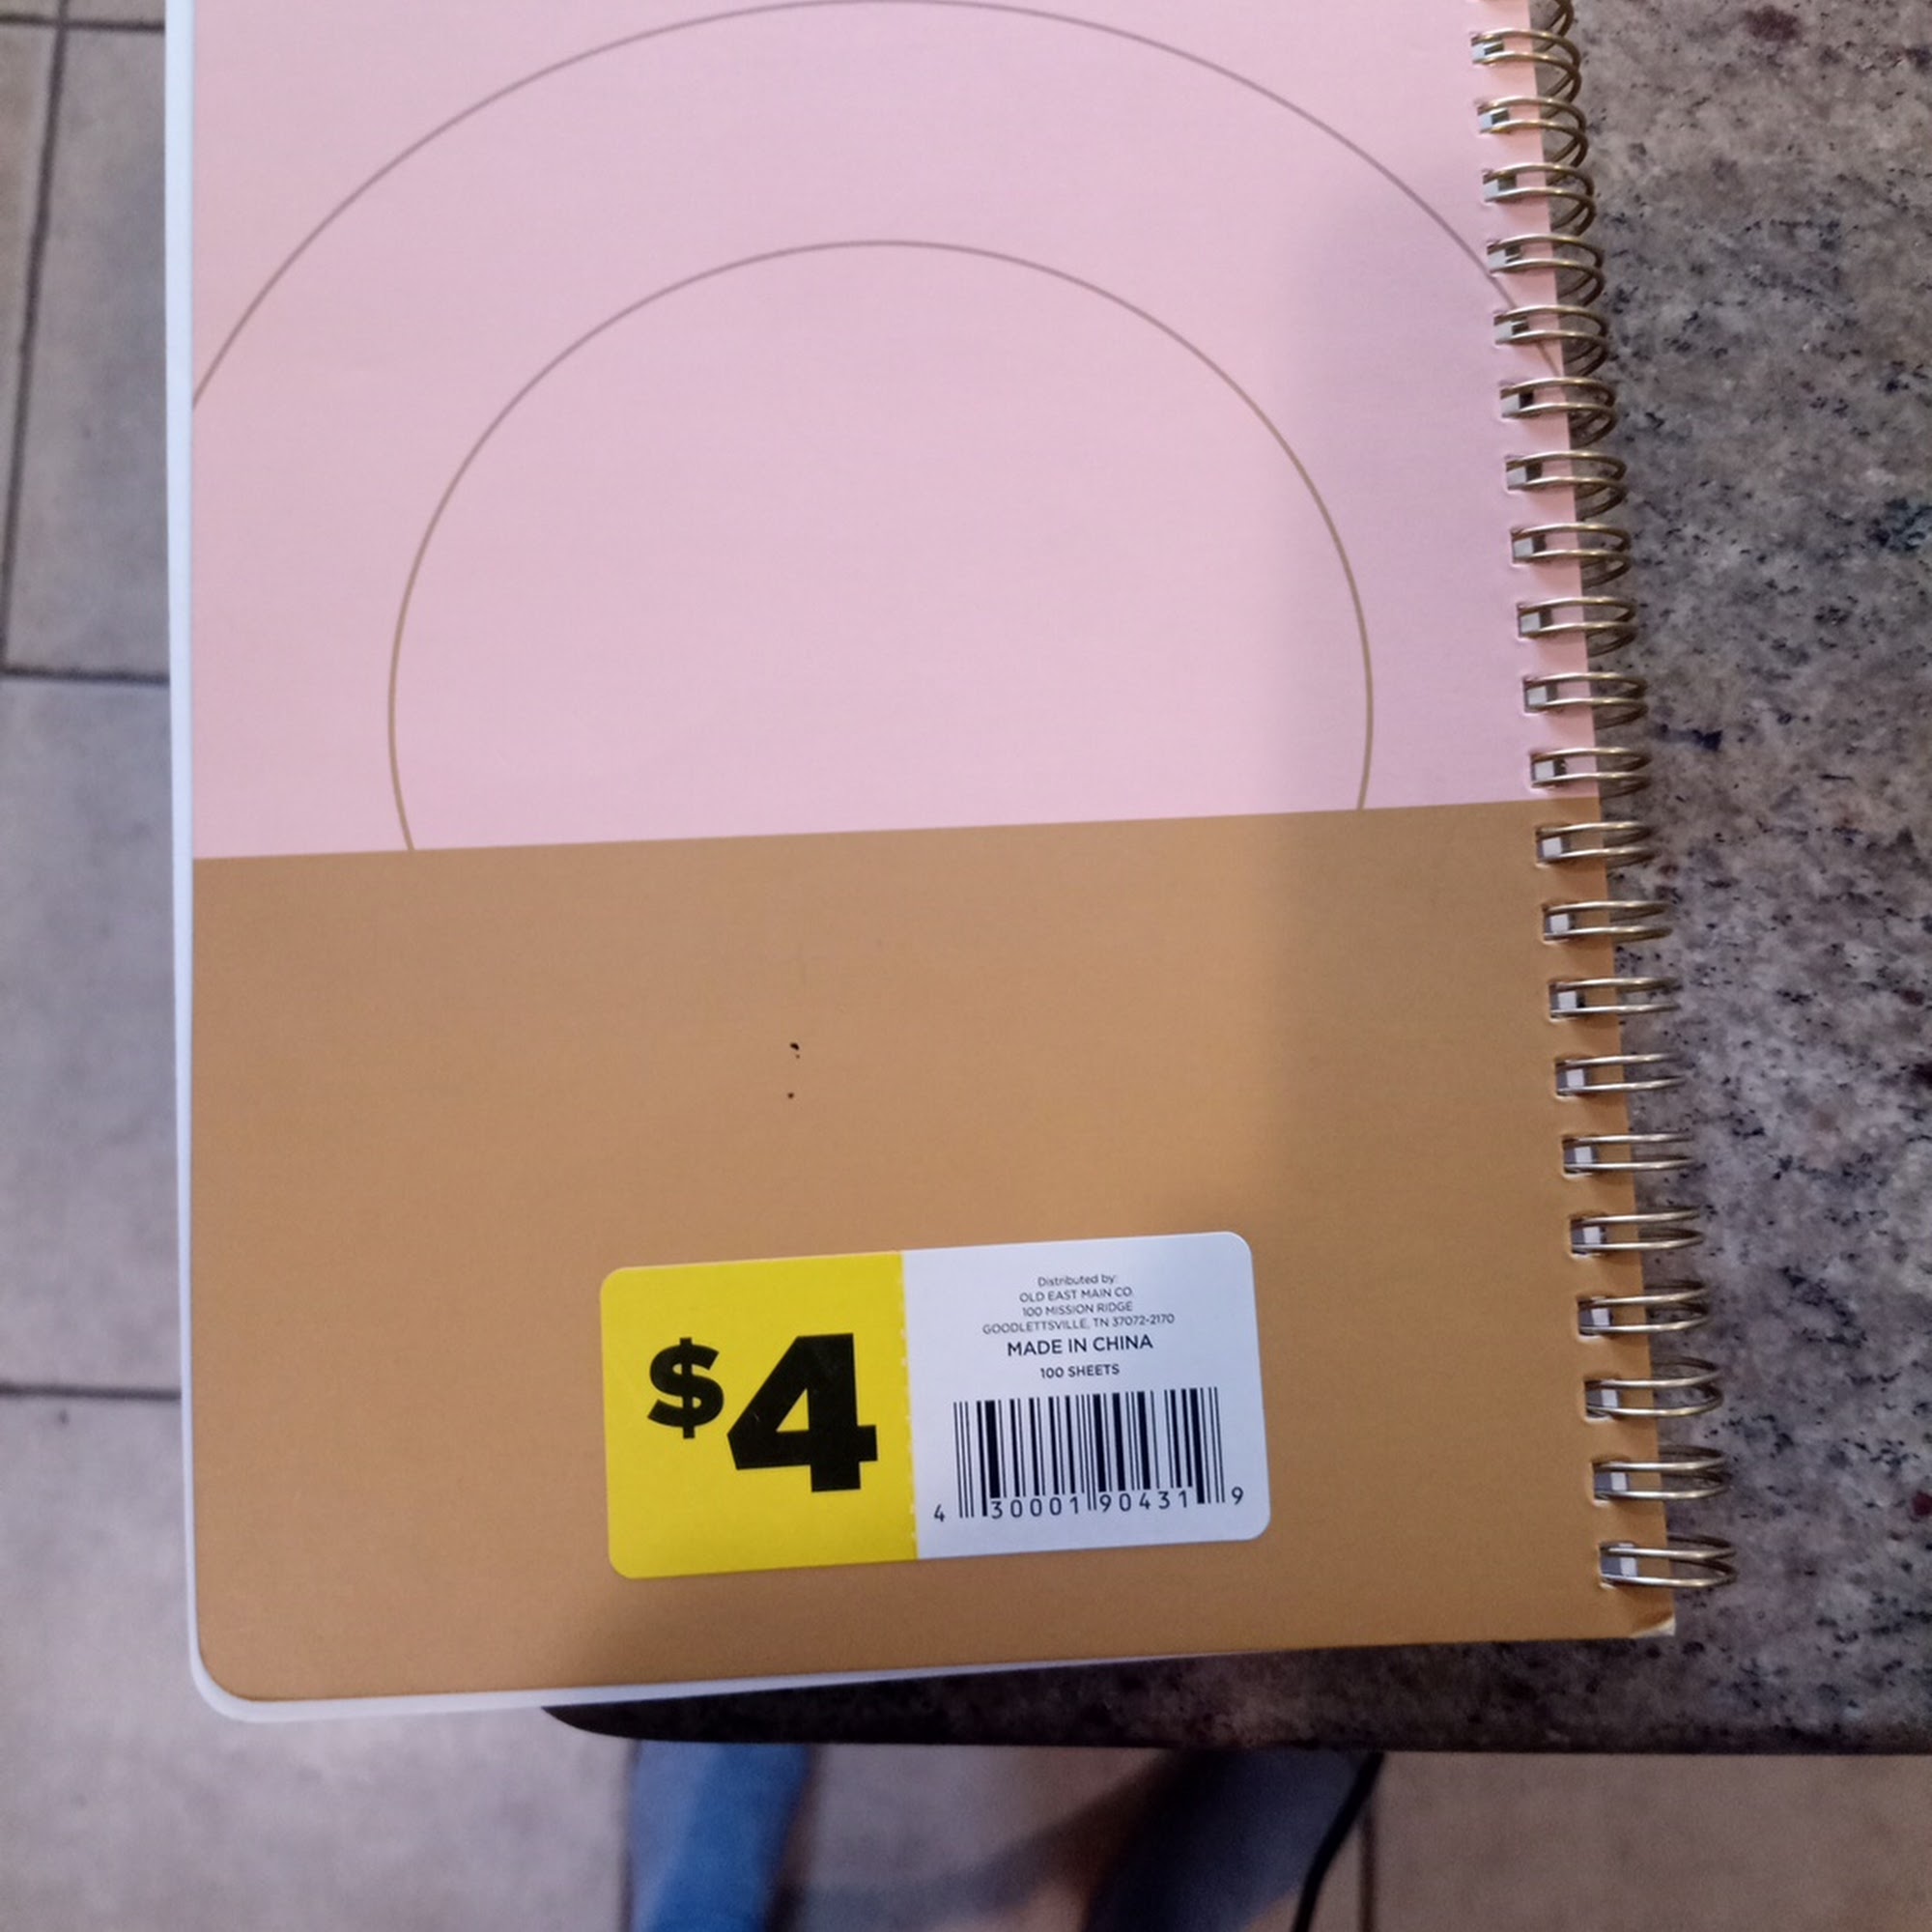 $4
Distributed by:
OLD EAST MAIN CO.
100 MISSION RIDGE
GOODLETTSVILLE, TN 37072-2170
MADE IN CHINA
100 SHEETS
4 30001 90431 9